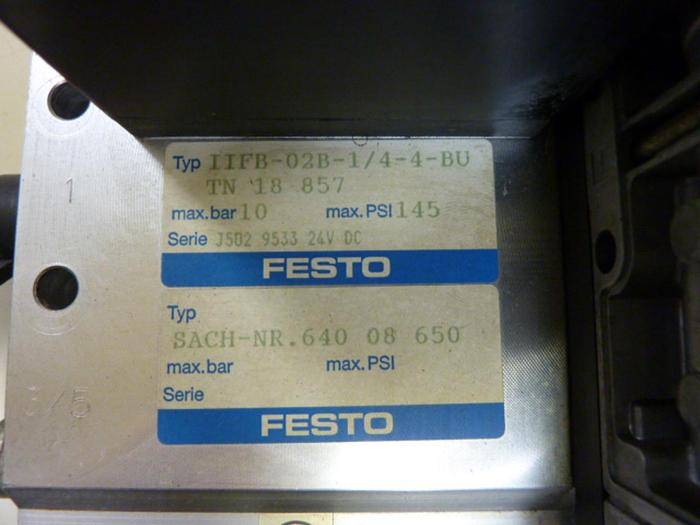 1
Typ IIFB-02B-1/4-4-BU
TN 18 857
max.bar 10 max.PSI 145
Serie J502 9533 24V DC
FESTO
Typ
SACH-NR.640 08 650
max.bar max.PSI
Serie
FESTO
3/5